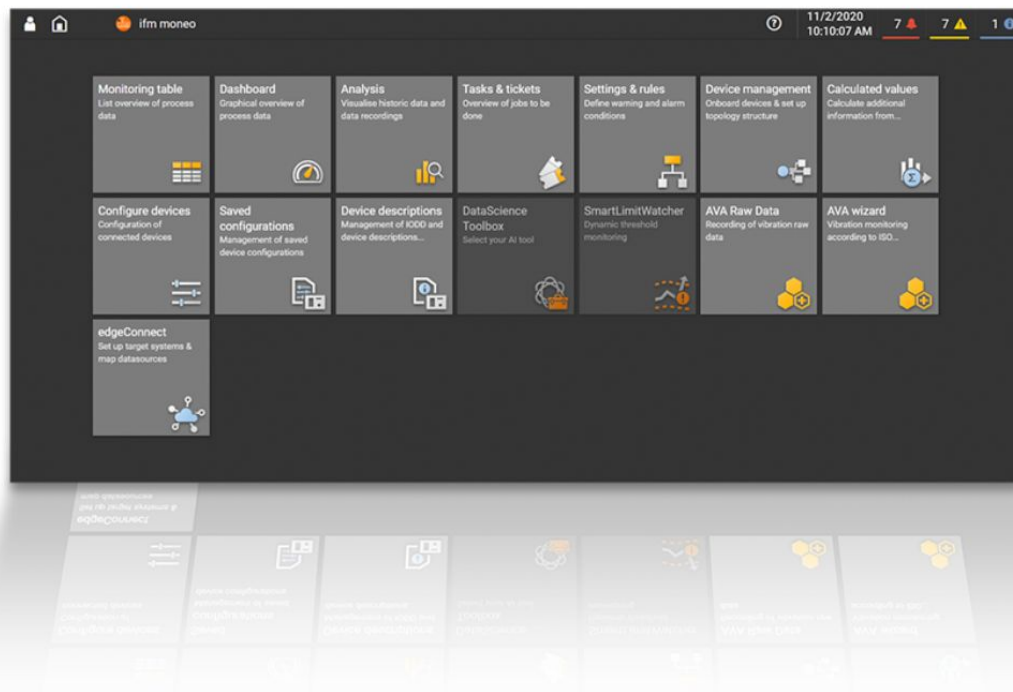 ifm moneo
11/2/2020
10:10:07 AM
7
7
1
Monitoring table
List overview of process
data
Dashboard
Graphical overview of
process data
Analysis
Visualise historic data and
data recordings
Tasks & tickets
Overview of jobs to be
done
Settings & rules
Define warning and alarm
conditions
Device management
Onboard devices & set up
topology structure
Calculated values
Calculate additional
information from...
Configure devices
Configuration of
connected devices
Saved
configurations
Management of saved
device configurations
Device descriptions
Management of IODD and
device descriptions...
DataScience
Toolbox
Select your AI tool
SmartLimitWatcher
Dynamic threshold
monitoring
AVA Raw Data
Recording of vibration raw
data
AVA wizard
Vibration monitoring
according to ISO...
edgeConnect
Set up target systems &
map datasources